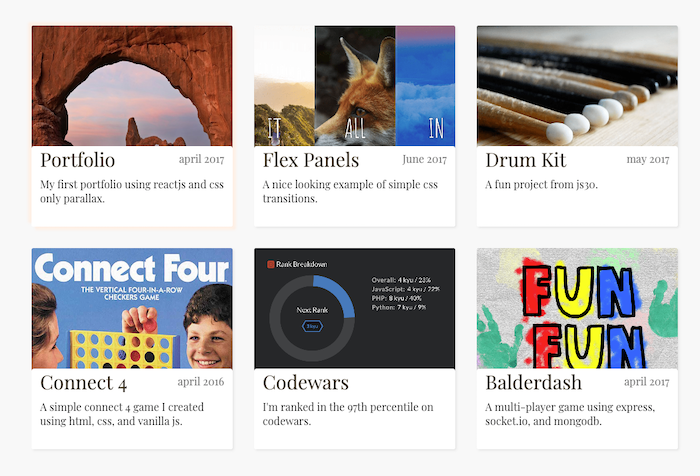 IT ALL IN
Portfolio april 2017
My first portfolio using reactjs and css
only parallax.
Flex Panels June 2017
A nice looking example of simple css
transitions.
Drum Kit may 2017
A fun project from js30.
Connect Four
THE VERTICAL FOUR-IN-A-ROW
CHECKERS GAME
Connect 4 april 2016
A simple connect 4 game I created
using html, css, and vanilla js.
Rank Breakdown
Overall: 4 kyu / 23%
JavaScript: 4 kyu / 22%
PHP: 8 kyu / 40%
Python: 7 kyu / 9%
Next Rank
3kyu
Codewars
I'm ranked in the 97th percentile on
codewars.
FUN
FUN
Balderdash april 2017
A multi-player game using express,
socket.io, and mongodb.